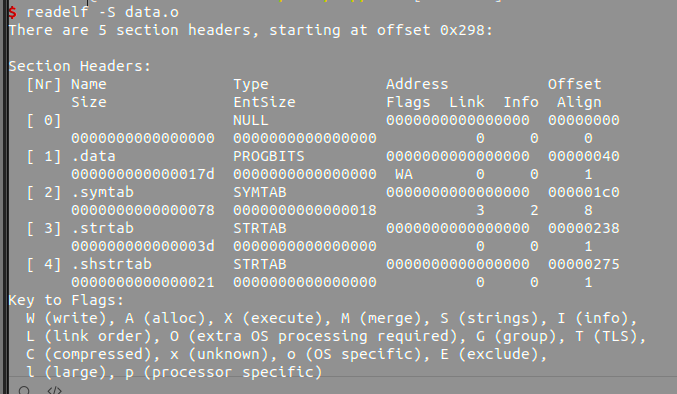 $ readelf -S data.o
There are 5 section headers, starting at offset 0x298:
Section Headers:
  [Nr] Name              Type             Address           Offset
       Size              EntSize          Flags  Link  Info  Align
  [ 0]                   NULL             0000000000000000  00000000
       0000000000000000  0000000000000000           0     0     0
  [ 1] .data             PROGBITS         0000000000000000  00000040
       000000000000017d  0000000000000000  WA       0     0     1
  [ 2] .symtab           SYMTAB           0000000000000000  000001c0
       0000000000000078  0000000000000018           3     2     8
  [ 3] .strtab           STRTAB           0000000000000000  00000238
       000000000000003d  0000000000000000           0     0     1
  [ 4] .shstrtab         STRTAB           0000000000000000  00000275
       0000000000000021  0000000000000000           0     0     1
Key to Flags:
  W (write), A (alloc), X (execute), M (merge), S (strings), I (info),
  L (link order), O (extra OS processing required), G (group), T (TLS),
  C (compressed), x (unknown), o (OS specific), E (exclude),
  l (large), p (processor specific)